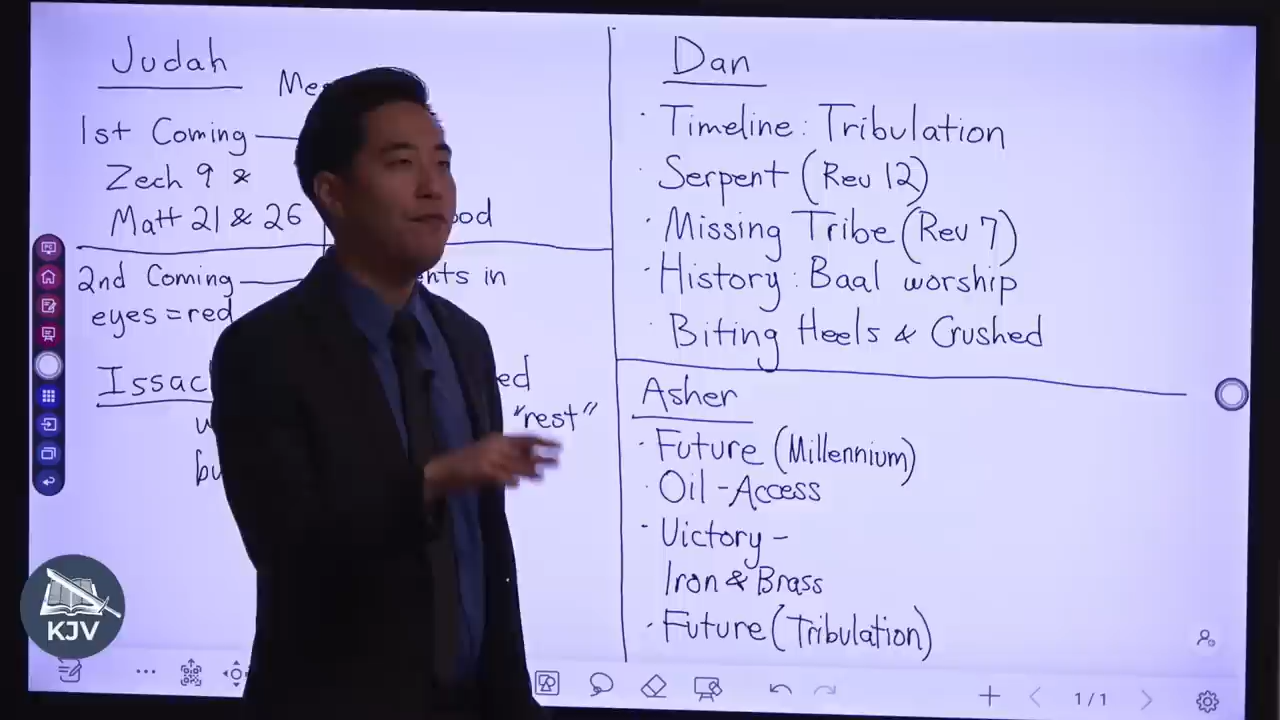 Judah
1st Coming
Zech 9 &
Matt 21 & 26
2nd Coming
in
eyes = red
"rest"
Dan
· Timeline: Tribulation
· Serpent (Rev 12)
· Missing Tribe (Rev 7)
· History: Baal worship
· Biting Heels & Crushed
Asher
· Future (Millennium)
· Oil - Access
· Victory -
Iron & Brass
· Future (Tribulation)
KJV
1/1